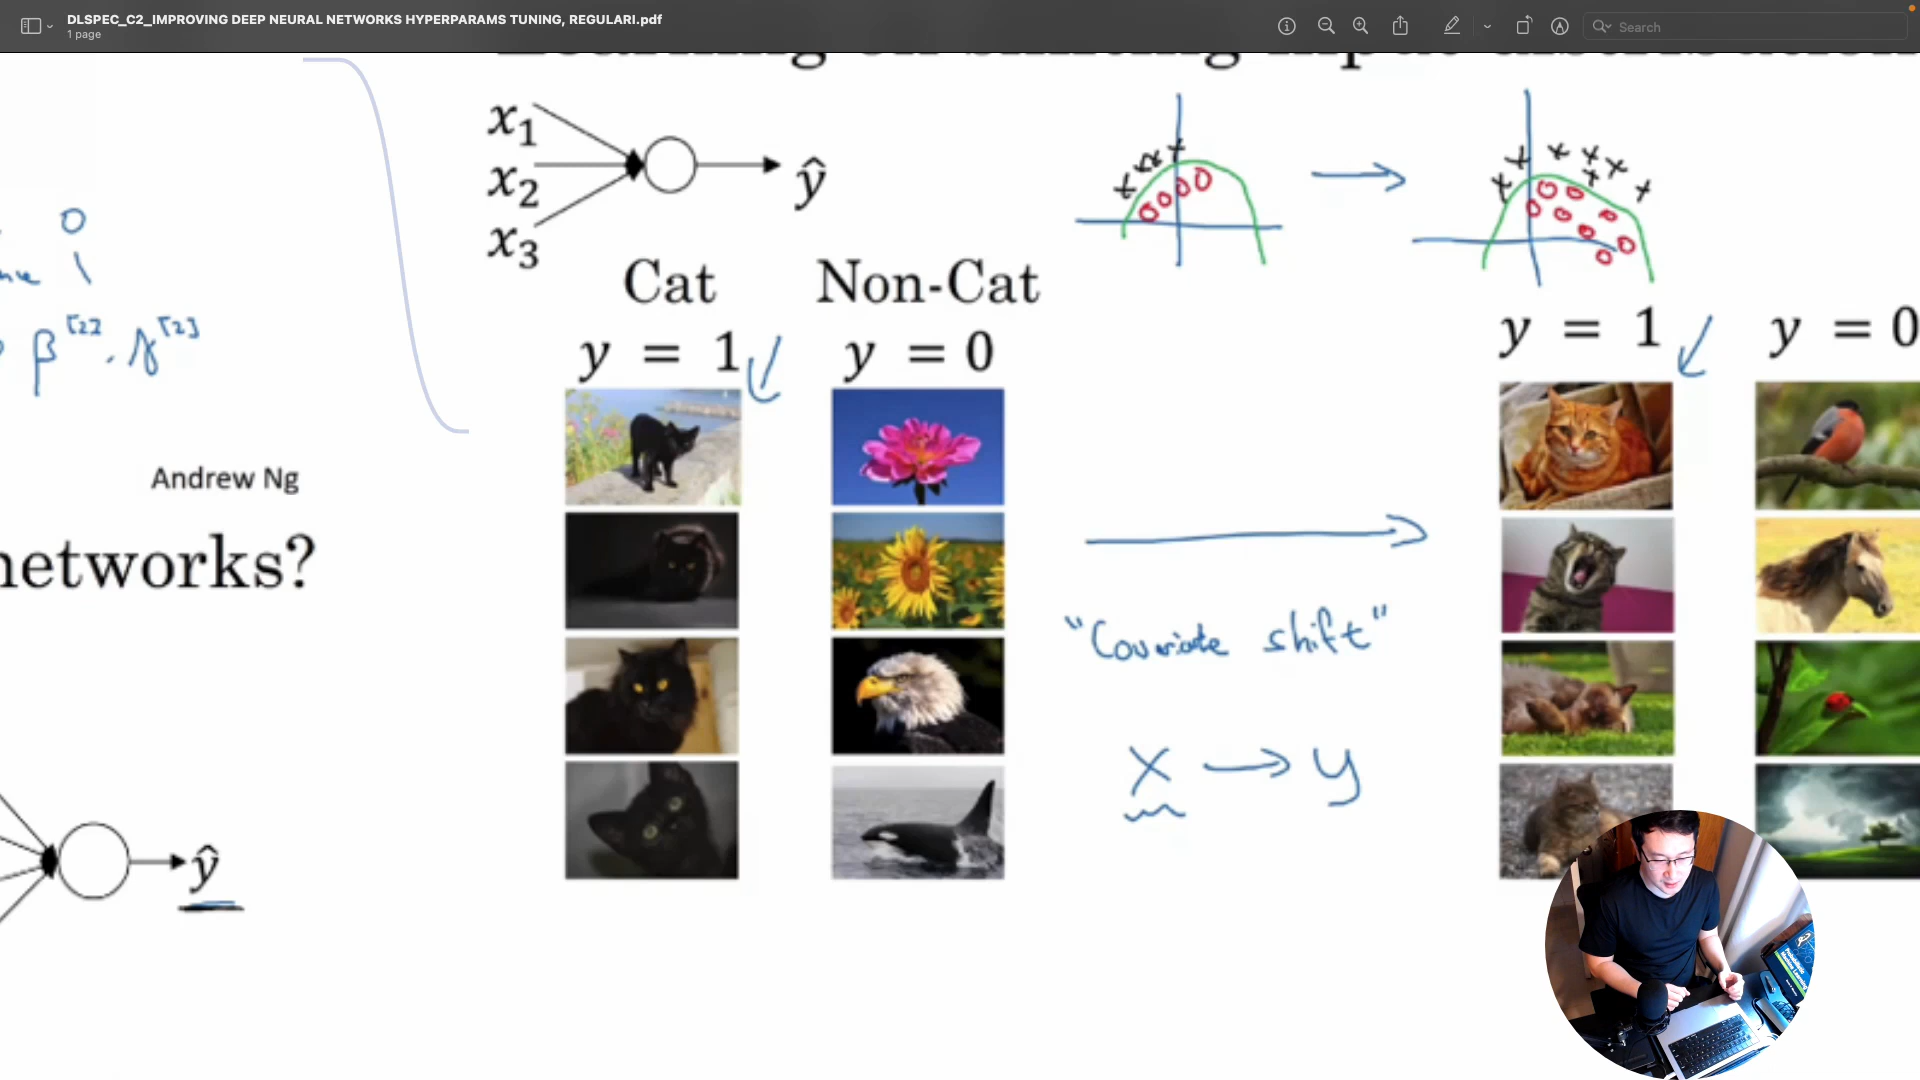 DLSPEC_C2_IMPROVING DEEP NEURAL NETWORKS HYPERPARAMS TUNING, REGULARI.pdf
1 page
Search
x₁
x₂
x₃
ŷ
Cat Non-Cat
y = 1 y = 0
y = 1 y = 0
0
1
β[2], γ[2]
Andrew Ng
networks?
"Covariate shift"
x → y
ŷ